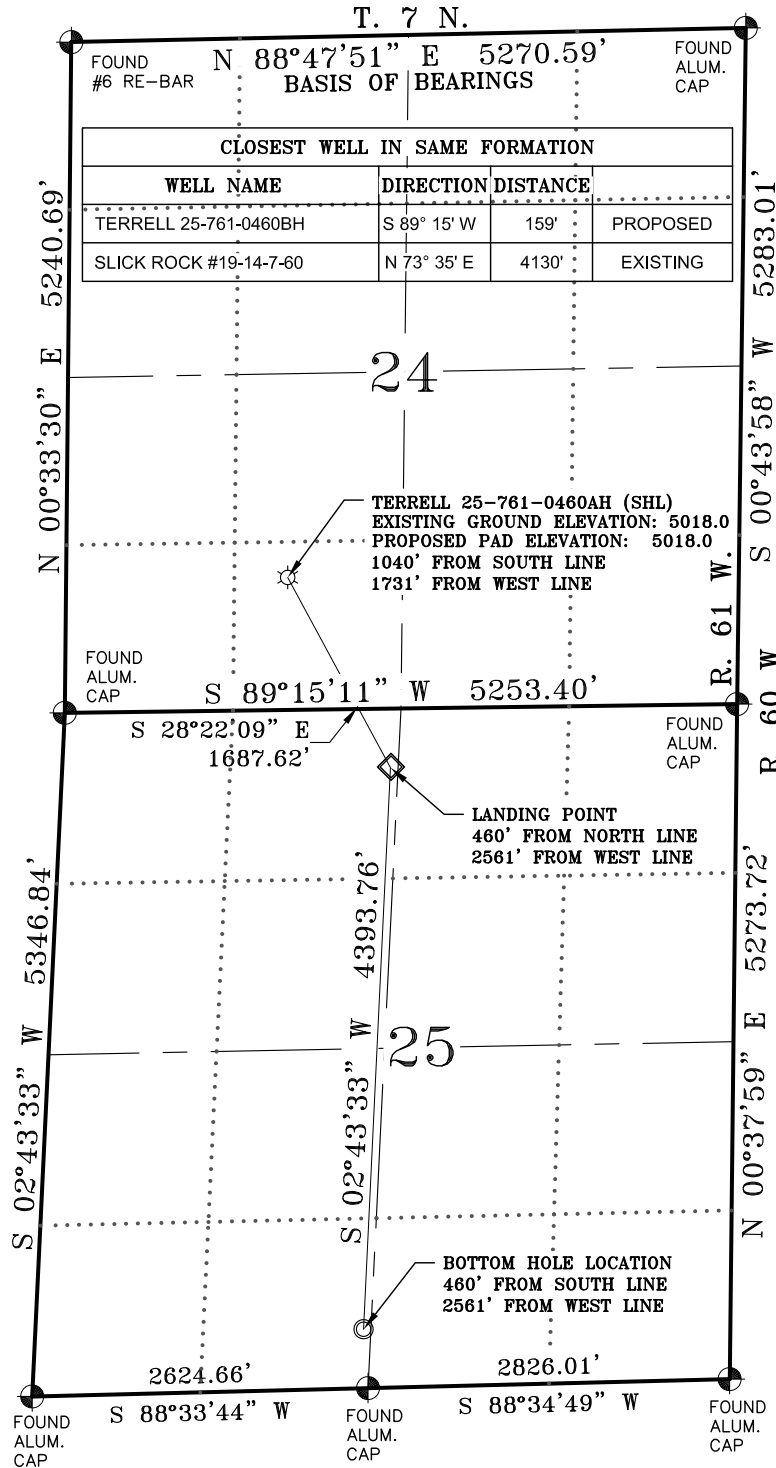 T. 7 N.
FOUND
#6 RE-BAR
N 88°47'51" E 5270.59'
BASIS OF BEARINGS
FOUND
ALUM.
CAP
CLOSEST WELL IN SAME FORMATION
WELL NAME DIRECTION DISTANCE
TERRELL 25-761-0460BH S 89° 15' W 159' PROPOSED
SLICK ROCK #19-14-7-60 N 73° 35' E 4130' EXISTING
N 00°33'30" E 5240.69'
S 00°43'58" W 5283.01'
24
TERRELL 25-761-0460AH (SHL)
EXISTING GROUND ELEVATION: 5018.0
PROPOSED PAD ELEVATION: 5018.0
1040' FROM SOUTH LINE
1731' FROM WEST LINE
R. 61 W.
R 60 W
FOUND
ALUM.
CAP
S 89°15'11" W 5253.40'
S 28°22.09" E
1687.62'
FOUND
ALUM.
CAP
LANDING POINT
460' FROM NORTH LINE
2561' FROM WEST LINE
S 02°43'33" W 5346.84'
S 02°43'33" W 4393.76'
25
N 00°37'59" E 5273.72'
BOTTOM HOLE LOCATION
460' FROM SOUTH LINE
2561' FROM WEST LINE
2624.66'
S 88°33'44" W
2826.01'
S 88°34'49" W
FOUND
ALUM.
CAP
FOUND
ALUM.
CAP
FOUND
ALUM.
CAP